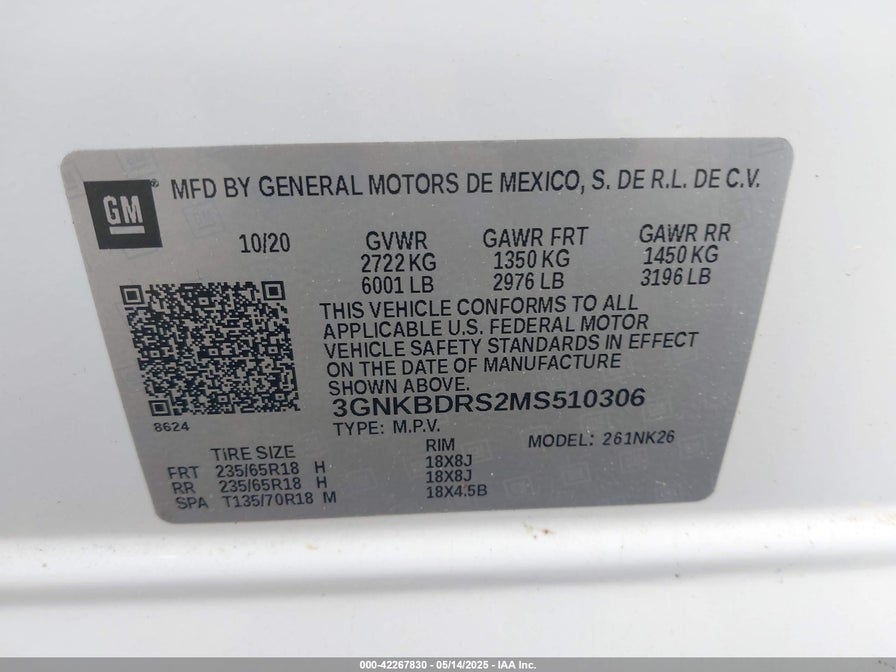 GM
MFD BY GENERAL MOTORS DE MEXICO, S. DE R.L. DE C.V.
10/20 GVWR GAWR FRT GAWR RR
2722 KG 1350 KG 1450 KG
6001 LB 2976 LB 3196 LB
THIS VEHICLE CONFORMS TO ALL
APPLICABLE U.S. FEDERAL MOTOR
VEHICLE SAFETY STANDARDS IN EFFECT
ON THE DATE OF MANUFACTURE
SHOWN ABOVE.
3GNKBDRS2MS510306
8624
TYPE: M.P.V. MODEL: 261NK26
TIRE SIZE RIM
FRT 235/65R18 H 18X8J
RR 235/65R18 H 18X8J
SPA T135/70R18 M 18X4.5B
000-42267830 - 05/14/2025 - IAA Inc.